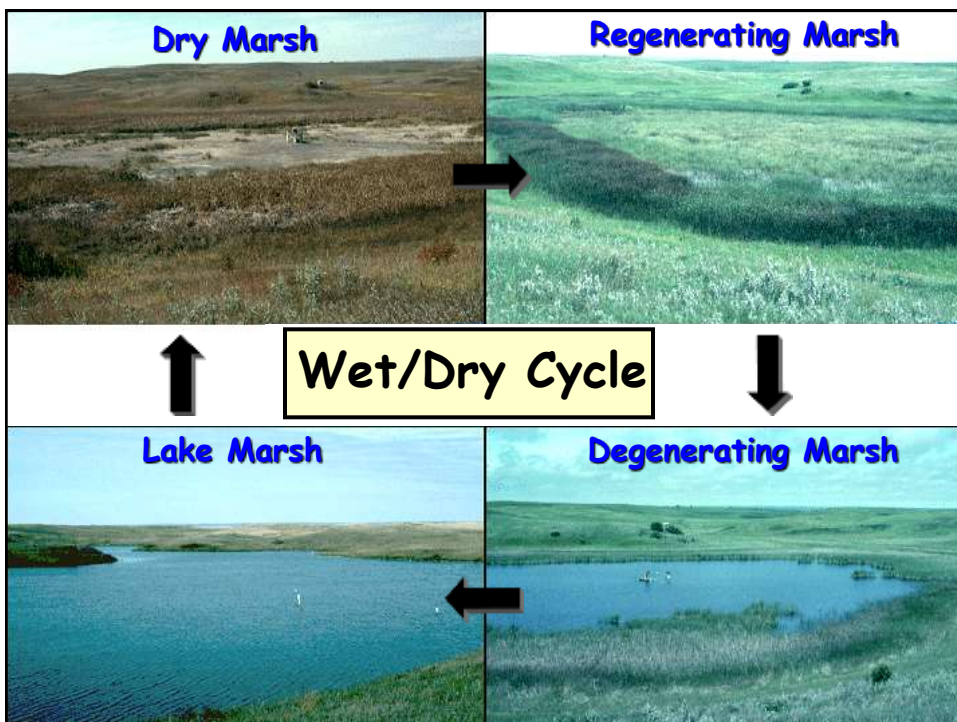 Dry Marsh
Regenerating Marsh
Wet/Dry Cycle
Lake Marsh
Degenerating Marsh